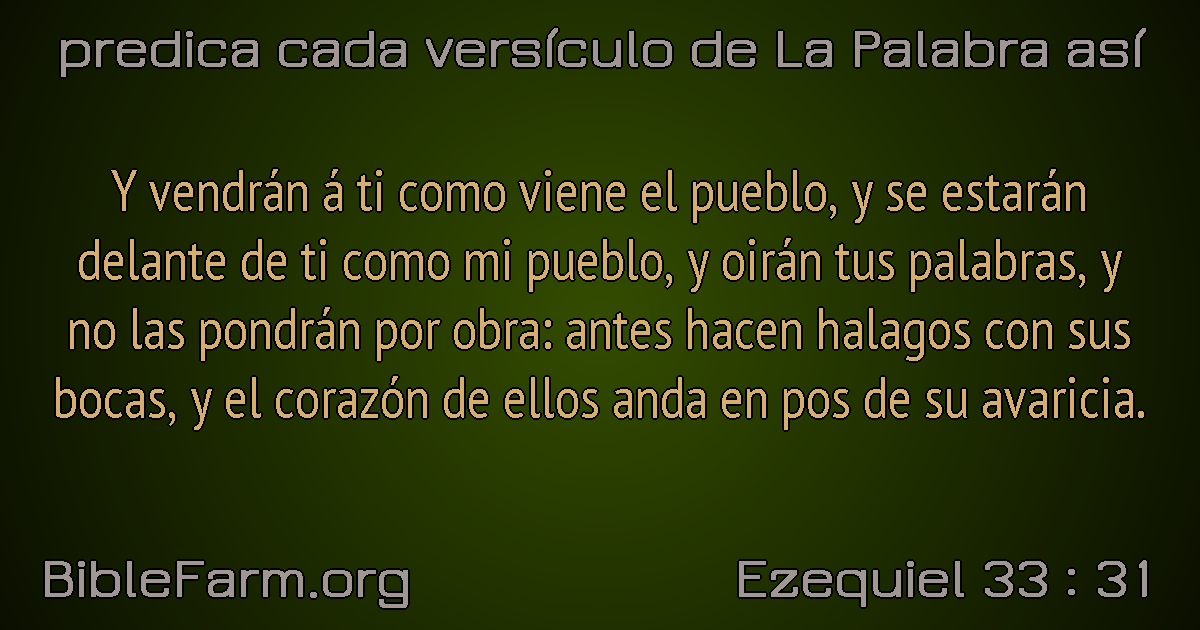 predica cada versículo de La Palabra así
Y vendrán á ti como viene el pueblo, y se estarán
delante de ti como mi pueblo, y oirán tus palabras, y
no las pondrán por obra: antes hacen halagos con sus
bocas, y el corazón de ellos anda en pos de su avaricia.
BibleFarm.org
Ezequiel 33 : 31